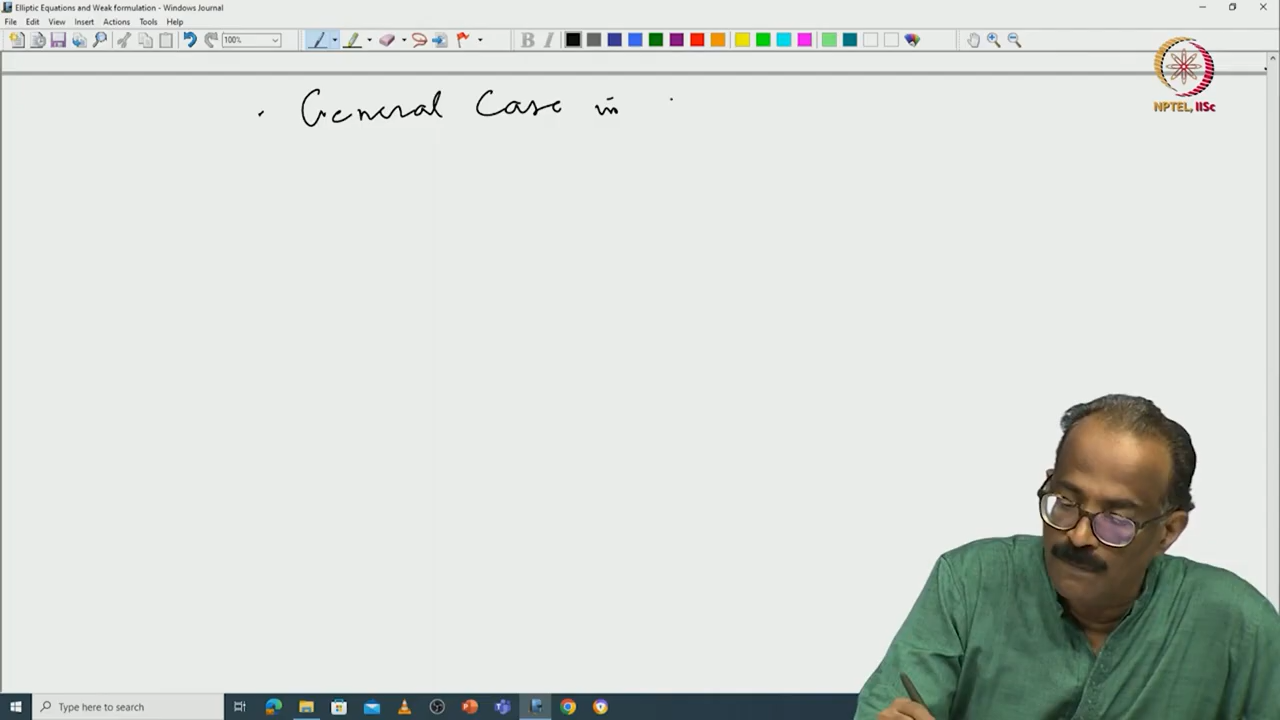 Elliptic Equations and Weak formulation - Windows Journal
File Edit View Insert Actions Tools Help
100%
B I
NPTEL, IISc
General Case in
Type here to search